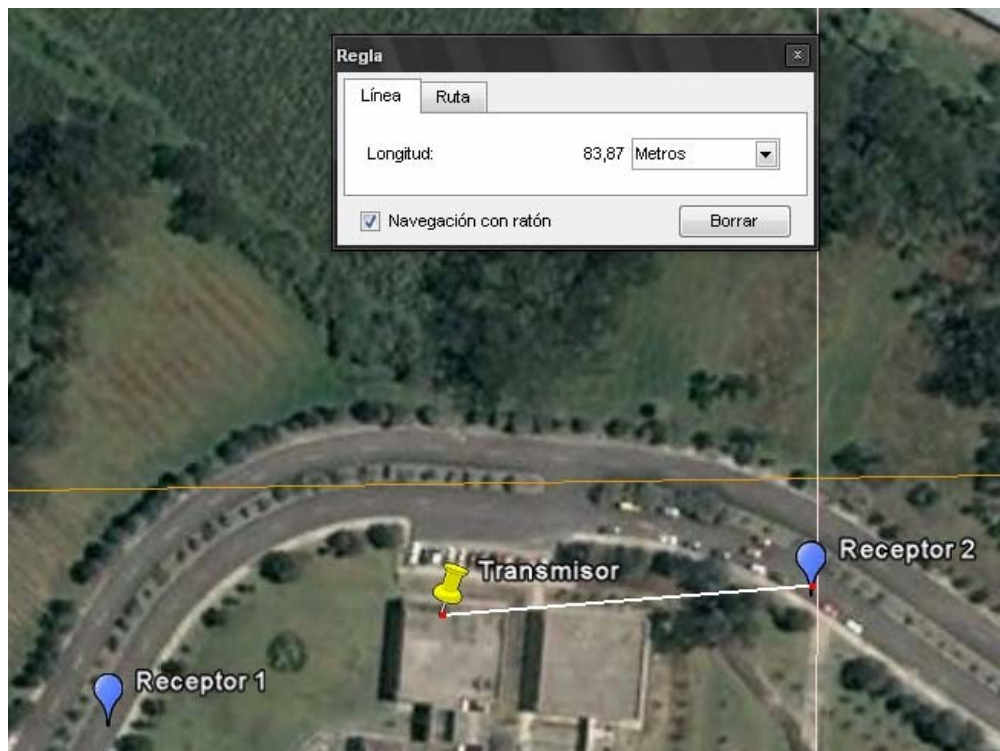 Regla
Línea Ruta
Longitud: 83,87 Metros
Navegación con ratón Borrar
Receptor 2
Transmisor
Receptor 1